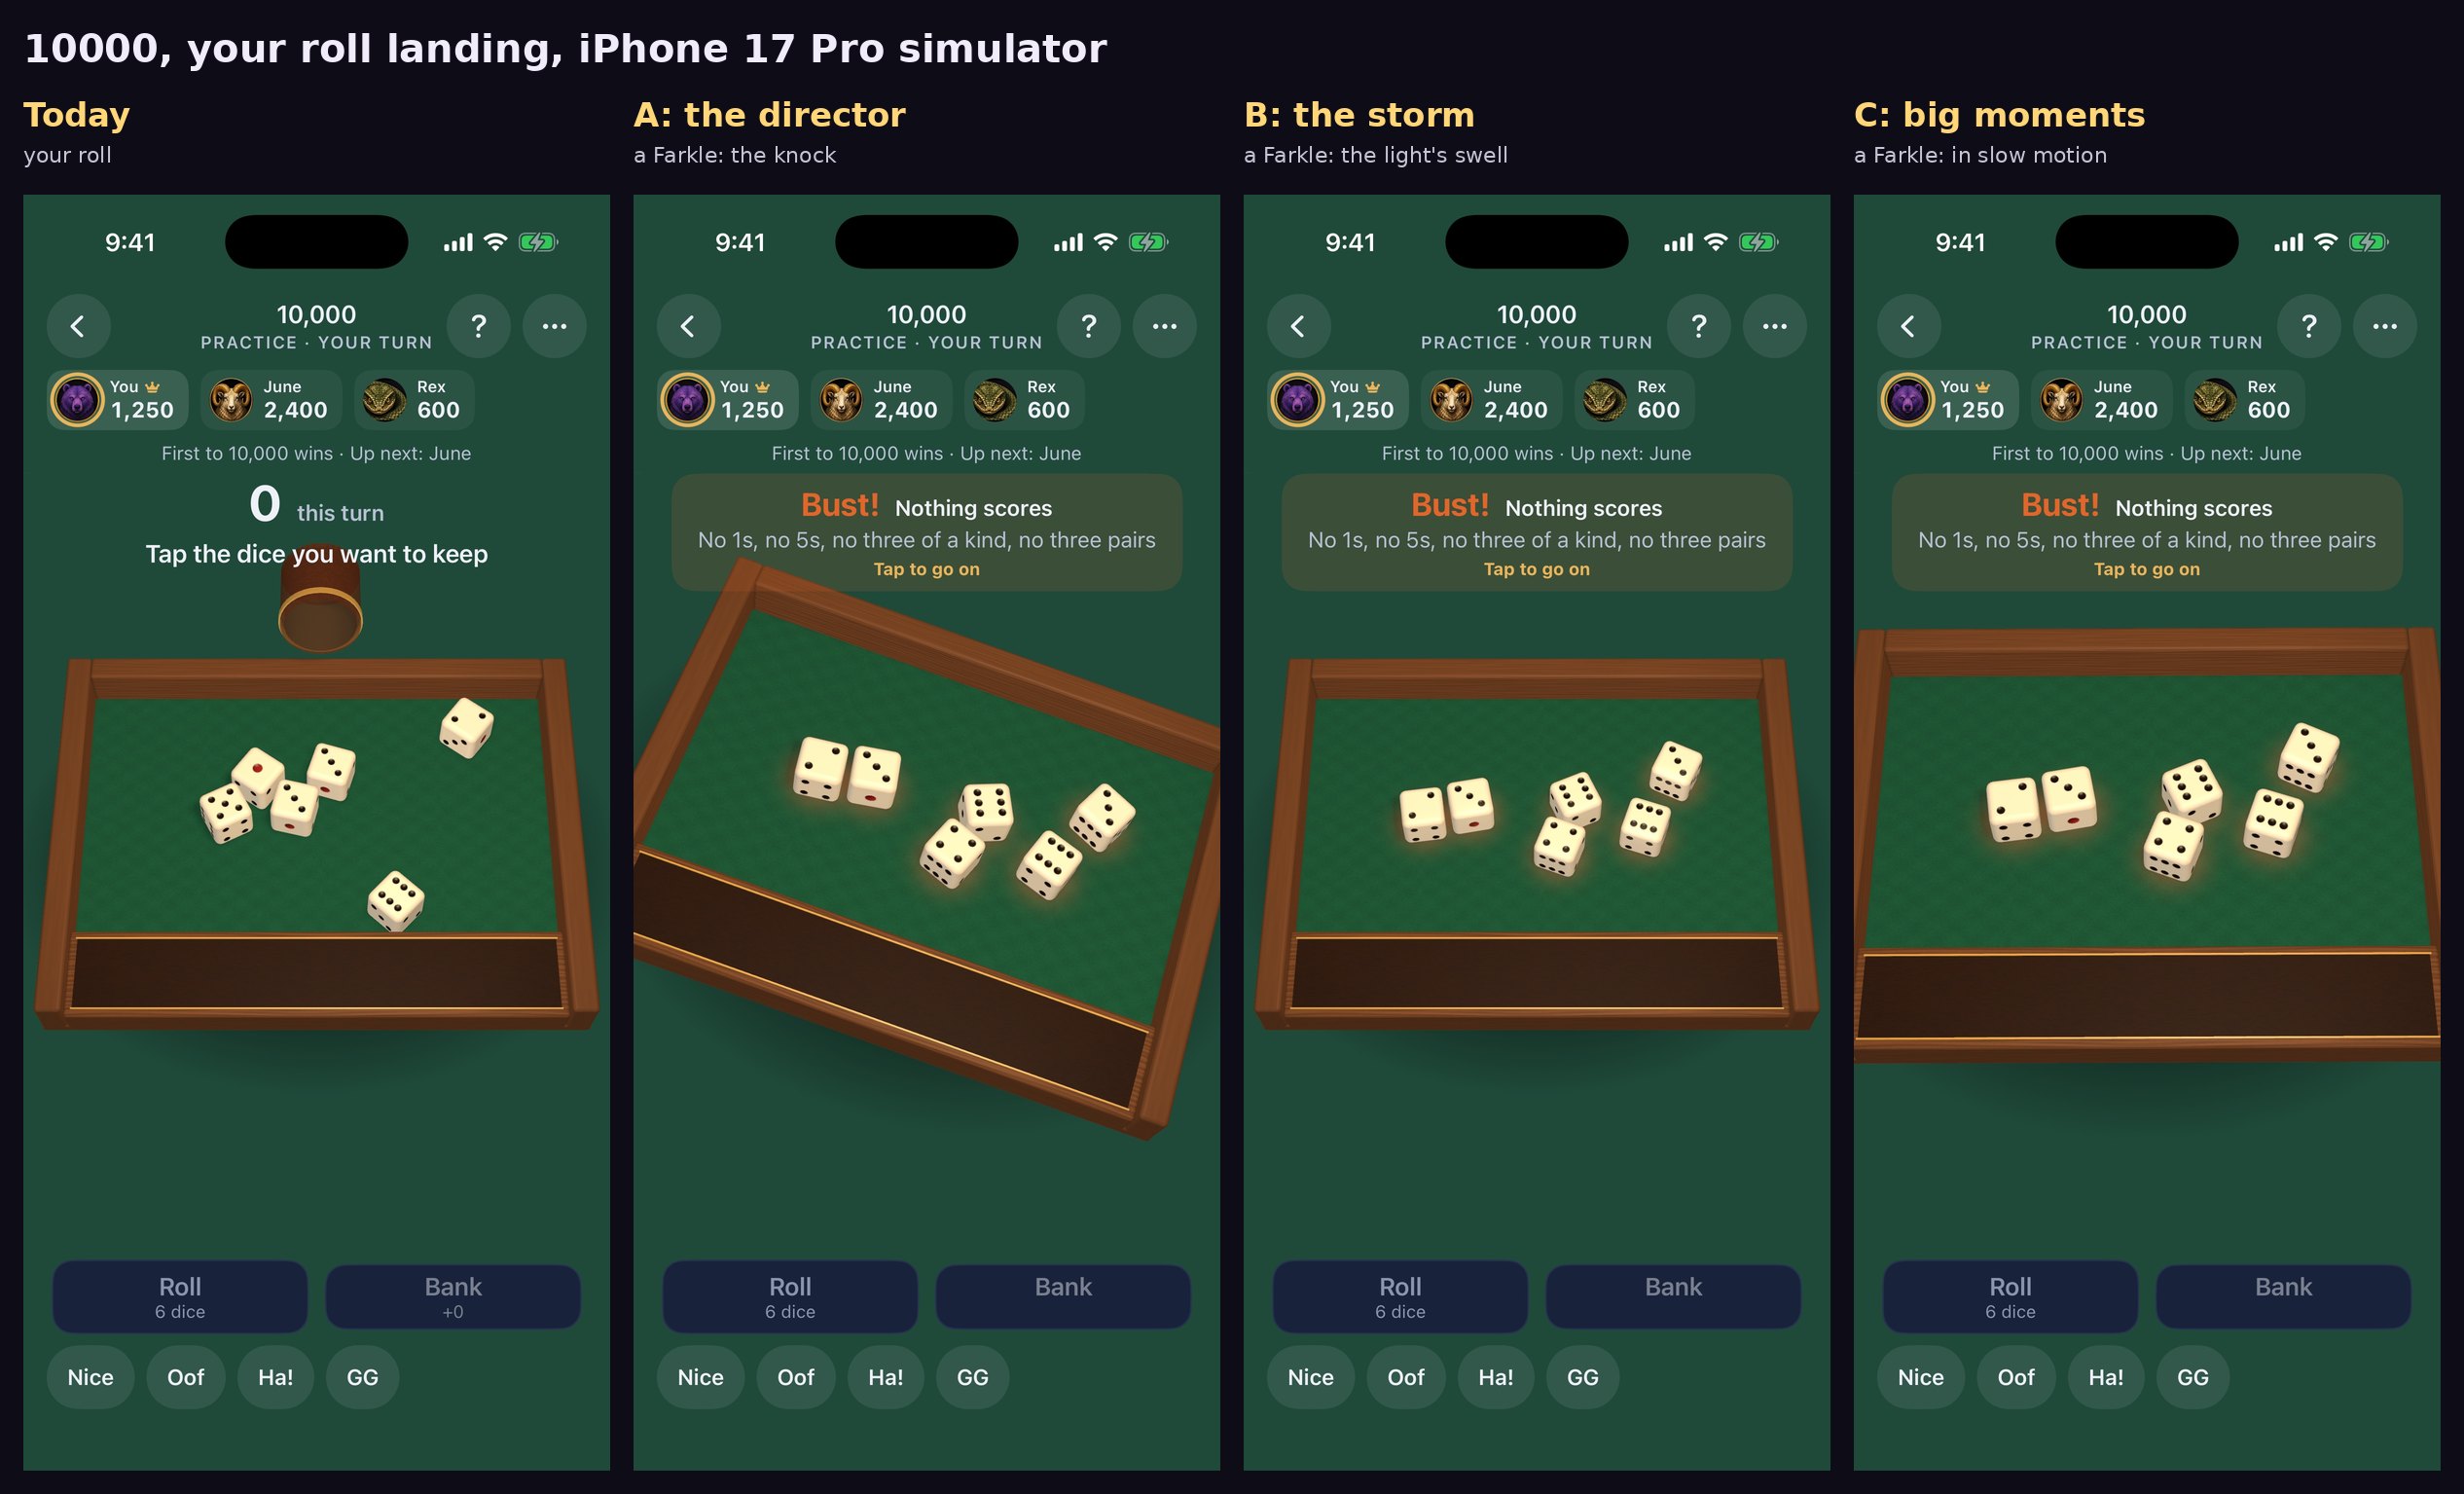 10000, your roll landing, iPhone 17 Pro simulator
Today
your roll
9:41
10,000
PRACTICE · YOUR TURN
?
You
1,250
June
2,400
Rex
600
First to 10,000 wins · Up next: June
0 this turn
Tap the dice you want to keep
Roll
6 dice
Bank
+0
Nice
Oof
Ha!
GG
A: the director
a Farkle: the knock
9:41
10,000
PRACTICE · YOUR TURN
?
You
1,250
June
2,400
Rex
600
First to 10,000 wins · Up next: June
Bust! Nothing scores
No 1s, no 5s, no three of a kind, no three pairs
Tap to go on
Roll
6 dice
Bank
Nice
Oof
Ha!
GG
B: the storm
a Farkle: the light's swell
9:41
10,000
PRACTICE · YOUR TURN
?
You
1,250
June
2,400
Rex
600
First to 10,000 wins · Up next: June
Bust! Nothing scores
No 1s, no 5s, no three of a kind, no three pairs
Tap to go on
Roll
6 dice
Bank
Nice
Oof
Ha!
GG
C: big moments
a Farkle: in slow motion
9:41
10,000
PRACTICE · YOUR TURN
?
You
1,250
June
2,400
Rex
600
First to 10,000 wins · Up next: June
Bust! Nothing scores
No 1s, no 5s, no three of a kind, no three pairs
Tap to go on
Roll
6 dice
Bank
Nice
Oof
Ha!
GG